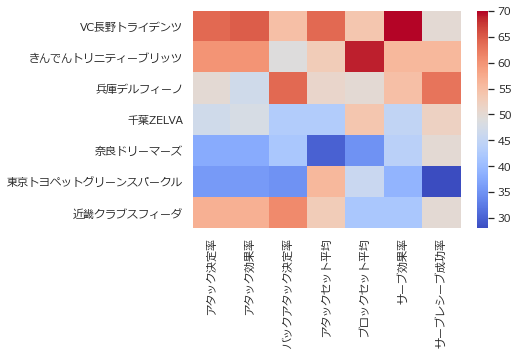 VC長野トライデンツ
きんでんトリニティーブリッツ
兵庫デルフィーノ
千葉ZELVA
奈良ドリーマーズ
東京トヨペットグリーンスパークル
近畿クラブスフィーダ
アタック決定率
アタック効果率
バックアタック決定率
アタックセット平均
ブロックセット平均
サーブ効果率
サーブレシーブ成功率
70
65
60
55
50
45
40
35
30